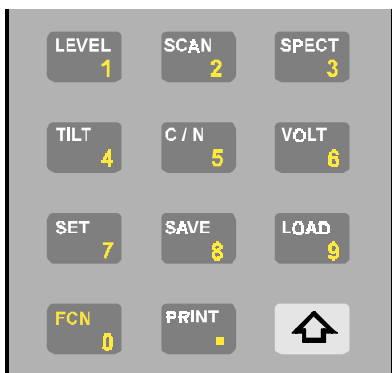 LEVEL SCAN SPECT
1 2 3
TILT C / N VOLT
4 5 6
SET SAVE LOAD
7 8 9
FCN PRINT
0 .